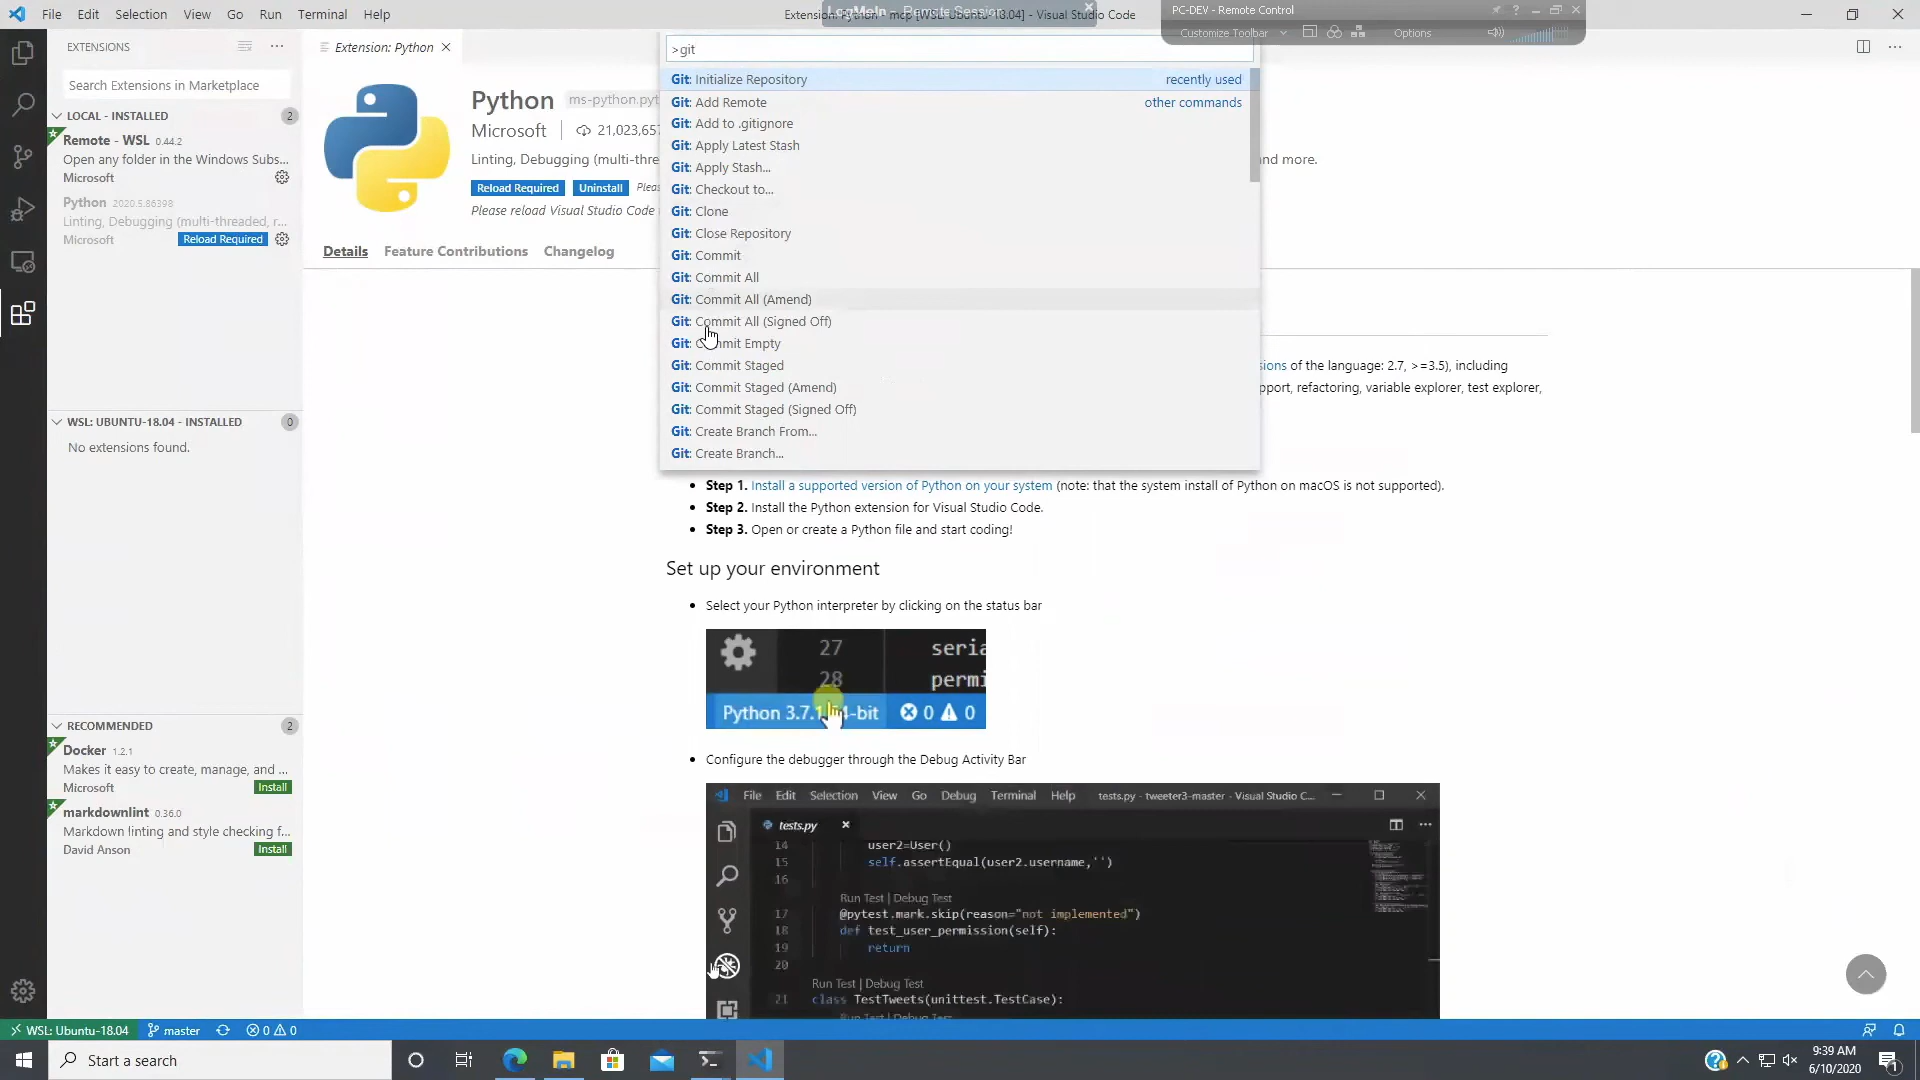 File Edit Selection View Go Run Terminal Help
Extension: Python - mcp [WSL: Ubuntu-18.04] - Visual Studio Code
LogMeIn - Remote Session
PC-DEV - Remote Control
Customize Toolbar
Options
EXTENSIONS
Search Extensions in Marketplace
LOCAL - INSTALLED 2
Remote - WSL 0.44.2
Open any folder in the Windows Subs...
Microsoft
Python 2020.5.86398
Linting, Debugging (multi-threaded, r...
Microsoft Reload Required
WSL: UBUNTU-18.04 - INSTALLED 0
No extensions found.
RECOMMENDED 2
Docker 1.2.1
Makes it easy to create, manage, and ...
Microsoft Install
markdownlint 0.36.0
Markdown linting and style checking f...
David Anson Install
Extension: Python
Python ms-python.pyt
Microsoft 21,023,657
Linting, Debugging (multi-thre
and more.
Reload Required Uninstall Pleas
Please reload Visual Studio Code
Details Feature Contributions Changelog
>git
Git: Initialize Repository recently used
Git: Add Remote other commands
Git: Add to .gitignore
Git: Apply Latest Stash
Git: Apply Stash...
Git: Checkout to...
Git: Clone
Git: Close Repository
Git: Commit
Git: Commit All
Git: Commit All (Amend)
Git: Commit All (Signed Off)
Git: Commit Empty
Git: Commit Staged
Git: Commit Staged (Amend)
Git: Commit Staged (Signed Off)
Git: Create Branch From...
Git: Create Branch...
sions of the language: 2.7, >=3.5), including
pport, refactoring, variable explorer, test explorer,
Step 1. Install a supported version of Python on your system (note: that the system install of Python on macOS is not supported).
Step 2. Install the Python extension for Visual Studio Code.
Step 3. Open or create a Python file and start coding!
Set up your environment
Select your Python interpreter by clicking on the status bar
27 seria
28 permi
Python 3.7.1 -bit 0 0
Configure the debugger through the Debug Activity Bar
File Edit Selection View Go Debug Terminal Help tests.py - tweeter3-master - Visual Studio C...
tests.py
14 user2=User()
15 self.assertEqual(user2.username,'')
16
Run Test | Debug Test
17 @pytest.mark.skip(reason="not implemented")
18 def test_user_permission(self):
19 return
20
Run Test | Debug Test
21 class TestTweets(unittest.TestCase):
Run Test | Debug Test
WSL: Ubuntu-18.04 master 0 0
Start a search
9:39 AM
6/10/2020
1